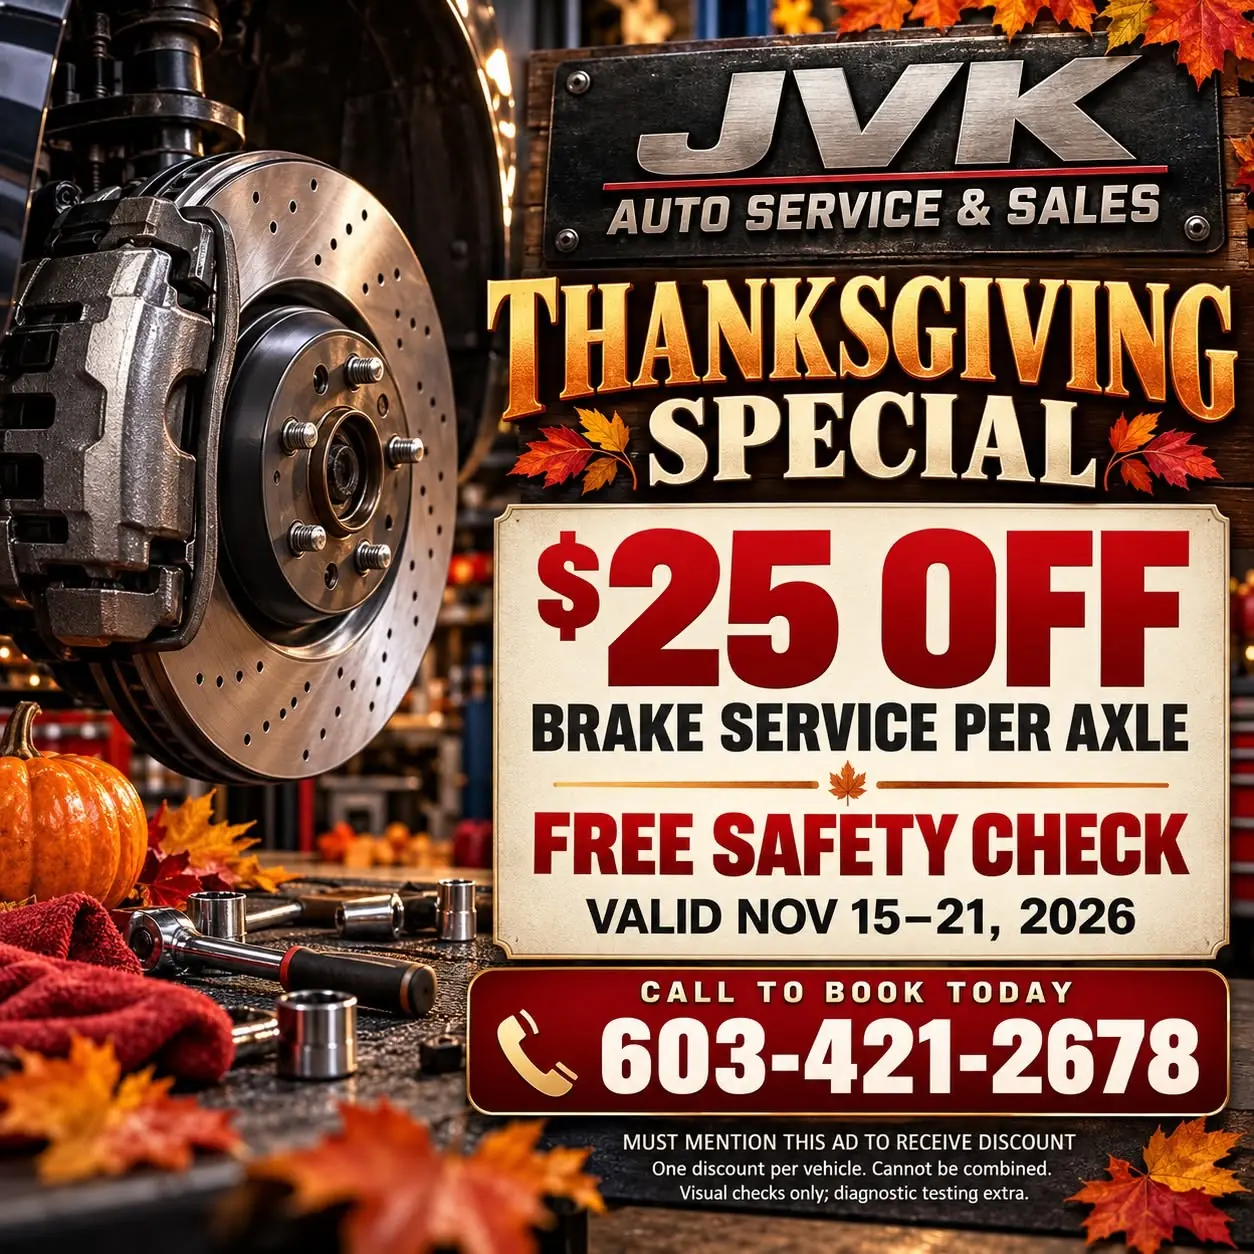 JVK
AUTO SERVICE & SALES
THANKSGIVING
SPECIAL
$25 OFF
BRAKE SERVICE PER AXLE
FREE SAFETY CHECK
VALID NOV 15–21, 2026
CALL TO BOOK TODAY
603-421-2678
MUST MENTION THIS AD TO RECEIVE DISCOUNT
One discount per vehicle. Cannot be combined.
Visual checks only; diagnostic testing extra.